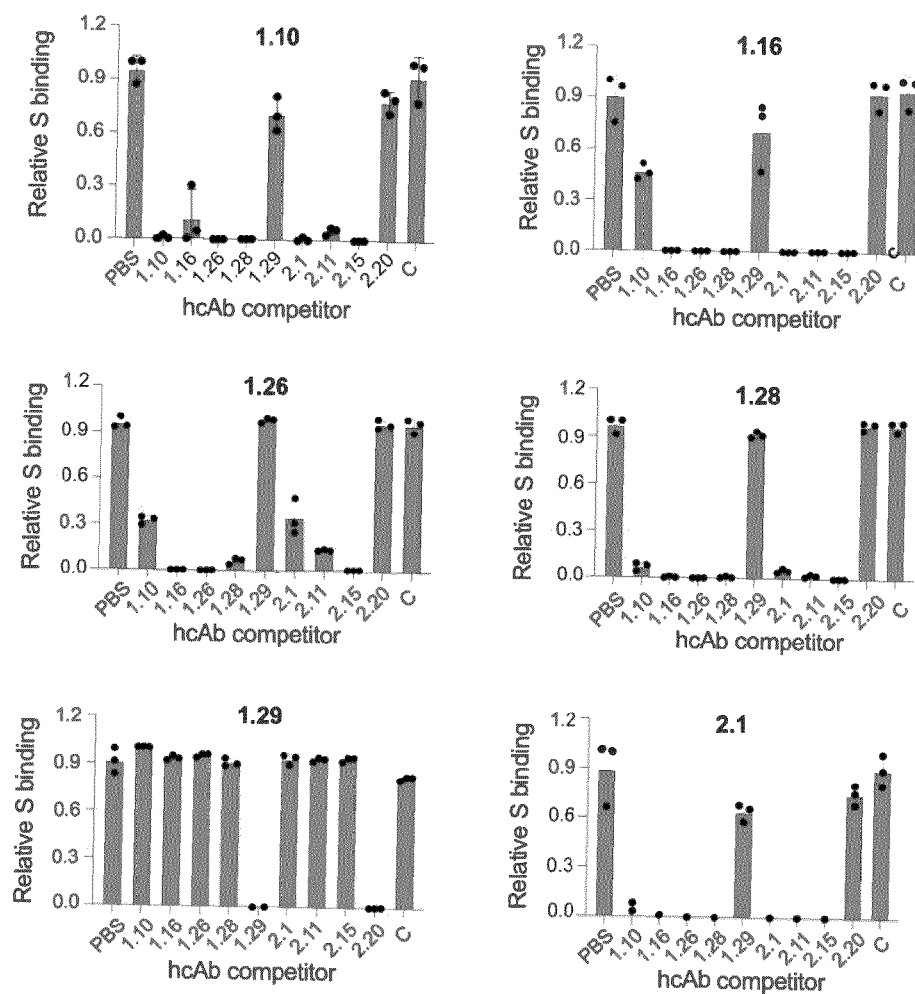 1.10
Relative S binding
1.2
0.9
0.6
0.3
0.0
PBS 1.10 1.16 1.26 1.28 1.29 2.1 2.11 2.15 2.20 C
hcAb competitor
1.16
Relative S binding
1.2
0.9
0.6
0.3
0.0
PBS 1.10 1.16 1.26 1.28 1.29 2.1 2.11 2.15 2.20 C C
hcAb competitor
1.26
Relative S binding
1.2
0.9
0.6
0.3
0.0
PBS 1.10 1.16 1.26 1.28 1.29 2.1 2.11 2.15 2.20 C
hcAb competitor
1.28
Relative S binding
1.2
0.9
0.6
0.3
0.0
PBS 1.10 1.16 1.26 1.28 1.29 2.1 2.11 2.15 2.20 C
hcAb competitor
1.29
Relative S binding
1.2
0.9
0.6
0.3
0.0
PBS 1.10 1.16 1.26 1.28 1.29 2.1 2.11 2.15 2.20 C
hcAb competitor
2.1
Relative S binding
1.2
0.9
0.6
0.3
0.0
PBS 1.10 1.16 1.26 1.28 1.29 2.1 2.11 2.15 2.20 C
hcAb competitor